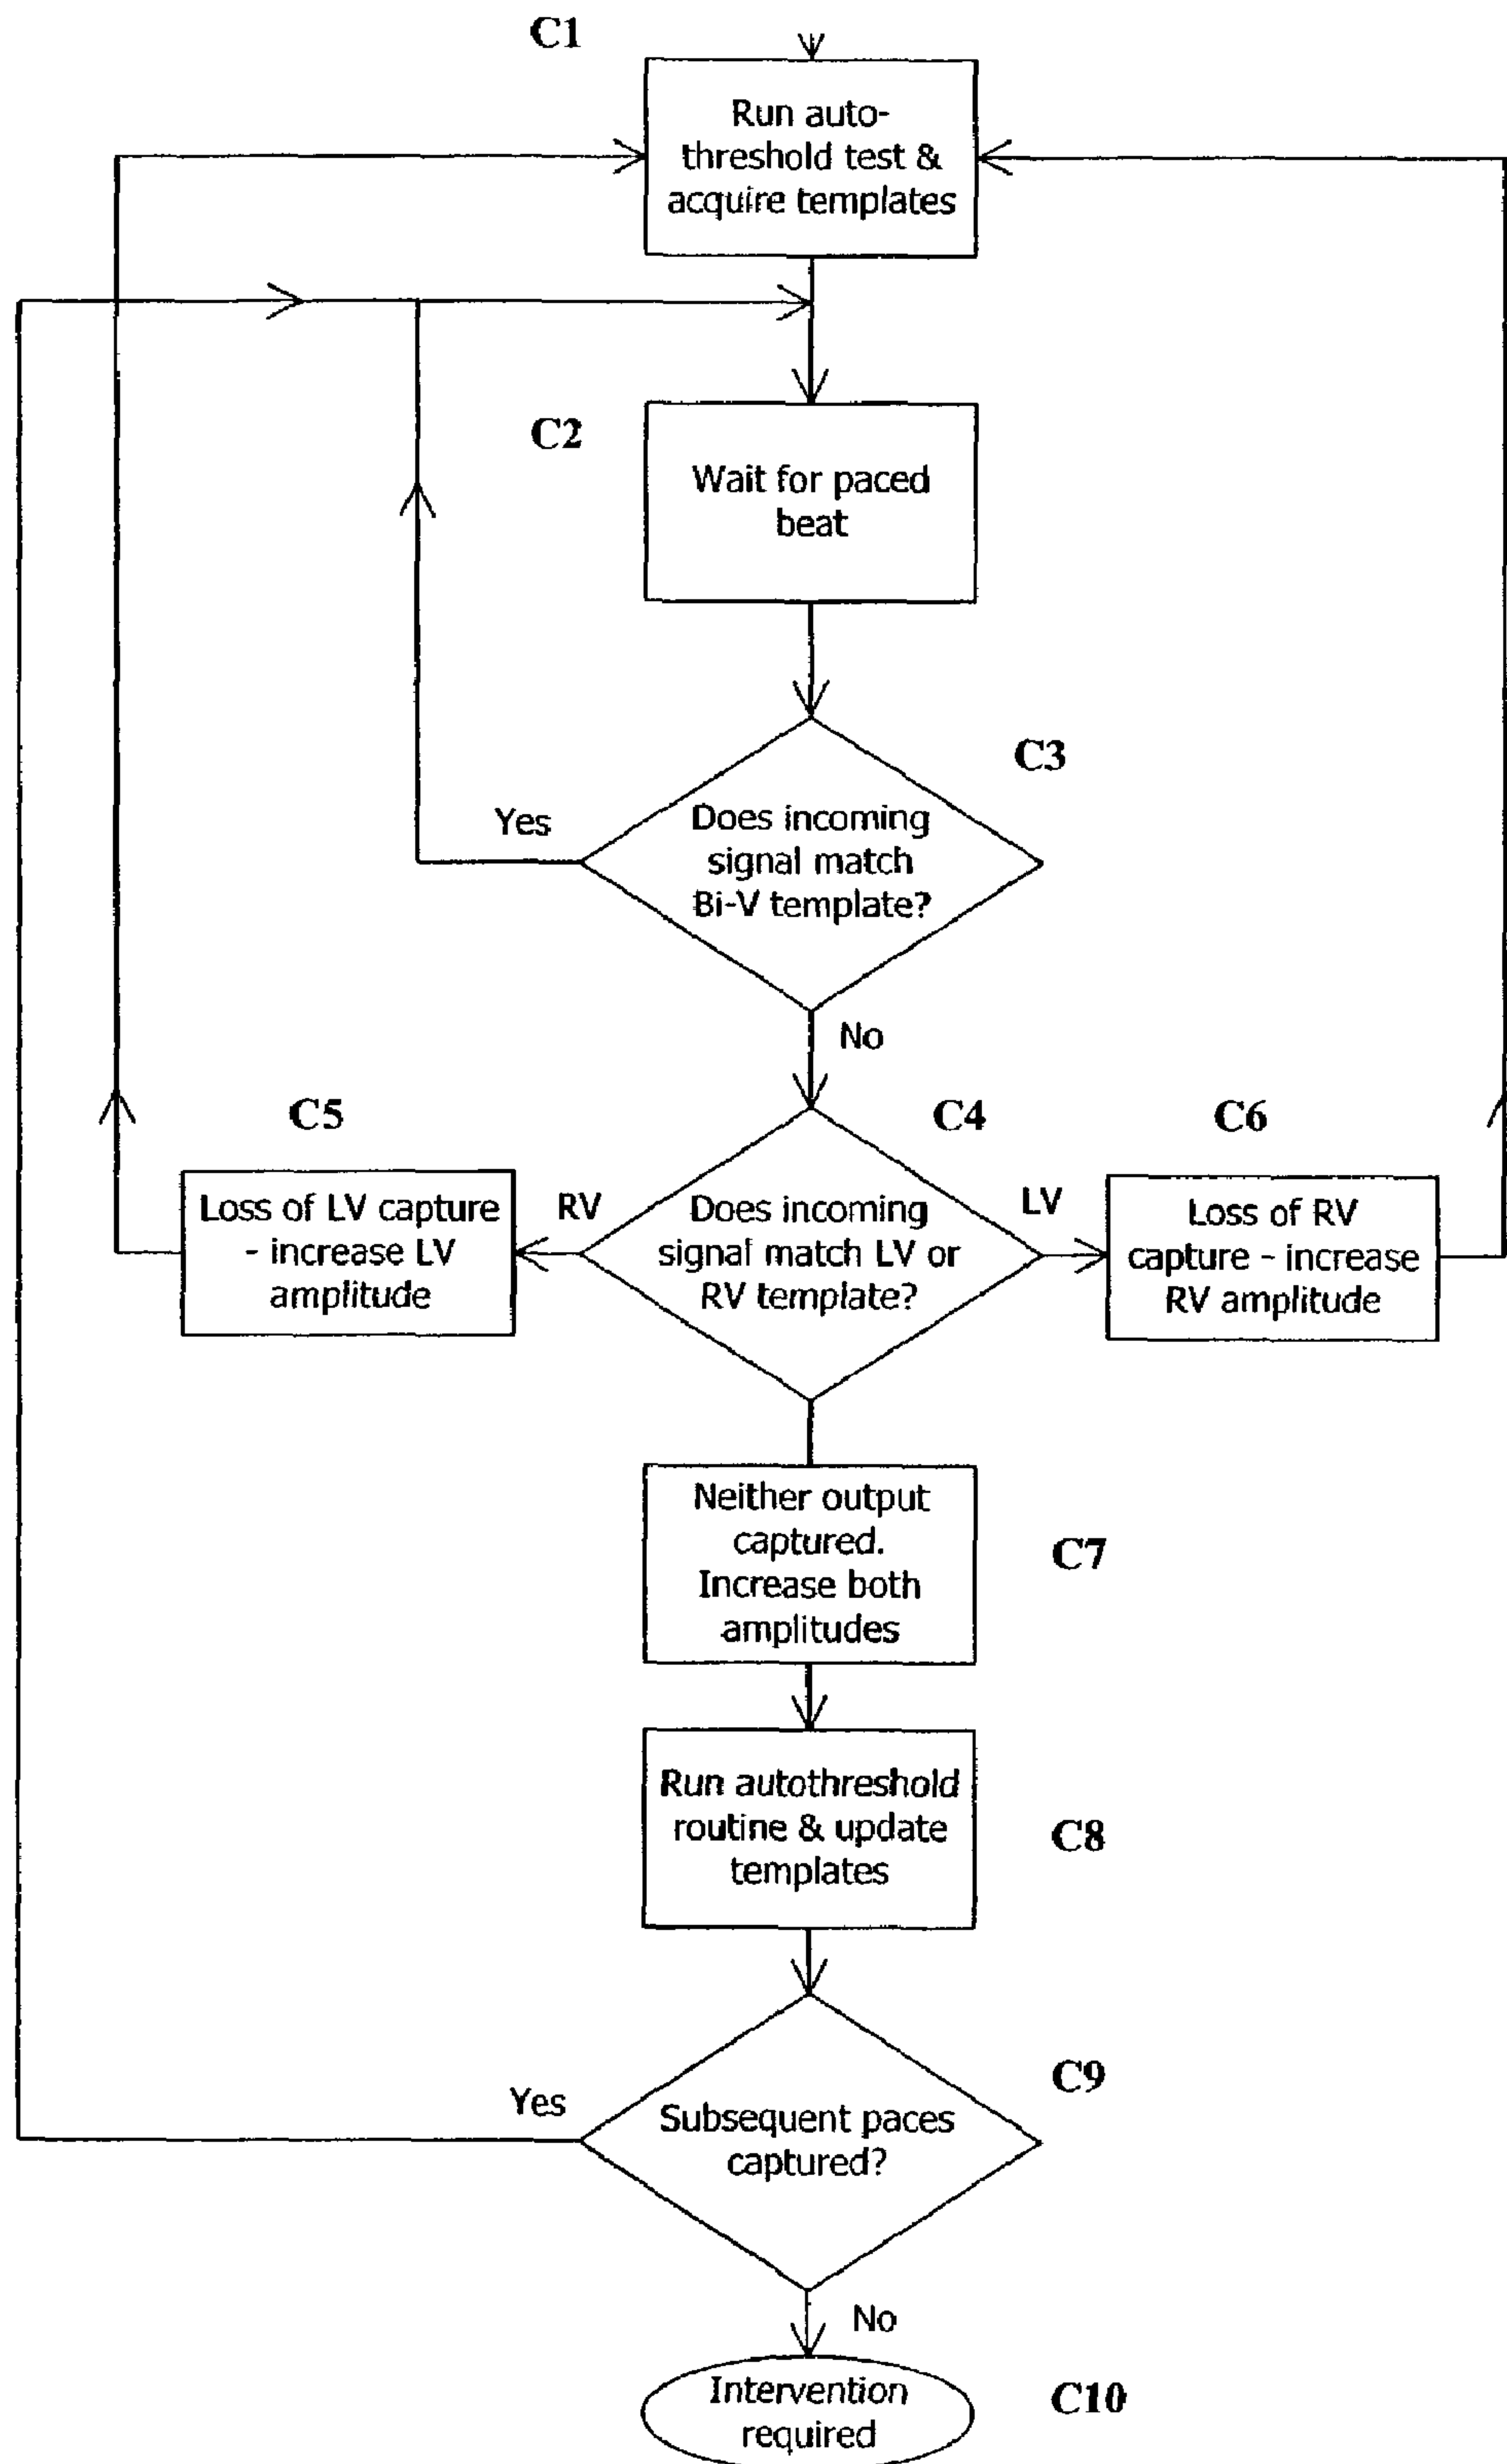 C1
Run auto-
threshold test &
acquire templates
C2
Wait for paced
beat
C3
Does incoming
signal match
Bi-V template?
Yes
No
C4
Does incoming
signal match LV or
RV template?
RV
LV
C5
Loss of LV capture
- increase LV
amplitude
C6
Loss of RV
capture - increase
RV amplitude
C7
Neither output
captured.
Increase both
amplitudes
C8
Run autothreshold
routine & update
templates
C9
Subsequent paces
captured?
Yes
No
C10
Intervention
required